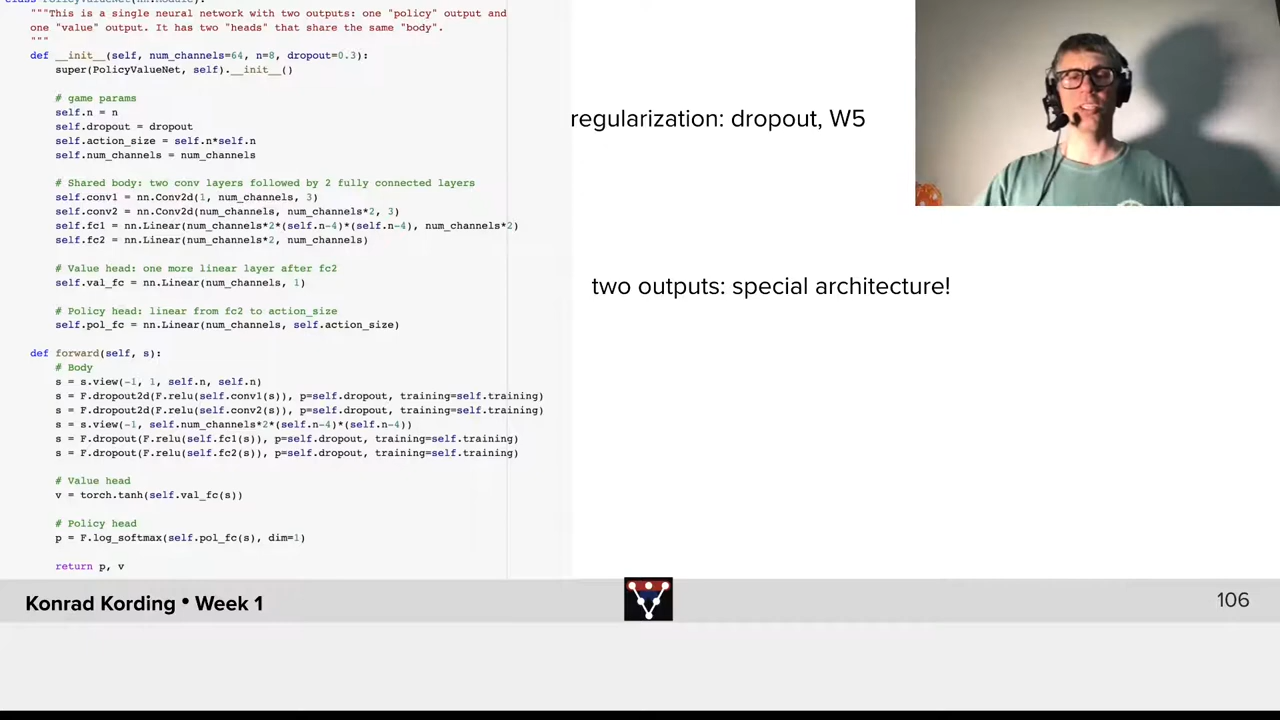 class PolicyValueNet(nn.Module):
"""This is a single neural network with two outputs: one "policy" output and
one "value" output. It has two "heads" that share the same "body".
"""
def __init__(self, num_channels=64, n=8, dropout=0.3):
super(PolicyValueNet, self).__init__()
# game params
self.n = n
self.dropout = dropout
self.action_size = self.n*self.n
self.num_channels = num_channels
# Shared body: two conv layers followed by 2 fully connected layers
self.conv1 = nn.Conv2d(1, num_channels, 3)
self.conv2 = nn.Conv2d(num_channels, num_channels*2, 3)
self.fc1 = nn.Linear(num_channels*2*(self.n-4)*(self.n-4), num_channels*2)
self.fc2 = nn.Linear(num_channels*2, num_channels)
# Value head: one more linear layer after fc2
self.val_fc = nn.Linear(num_channels, 1)
# Policy head: linear from fc2 to action_size
self.pol_fc = nn.Linear(num_channels, self.action_size)
def forward(self, s):
# Body
s = s.view(-1, 1, self.n, self.n)
s = F.dropout2d(F.relu(self.conv1(s)), p=self.dropout, training=self.training)
s = F.dropout2d(F.relu(self.conv2(s)), p=self.dropout, training=self.training)
s = s.view(-1, self.num_channels*2*(self.n-4)*(self.n-4))
s = F.dropout(F.relu(self.fc1(s)), p=self.dropout, training=self.training)
s = F.dropout(F.relu(self.fc2(s)), p=self.dropout, training=self.training)
# Value head
v = torch.tanh(self.val_fc(s))
# Policy head
p = F.log_softmax(self.pol_fc(s), dim=1)
return p, v
regularization: dropout, W5
two outputs: special architecture!
Konrad Kording • Week 1
106